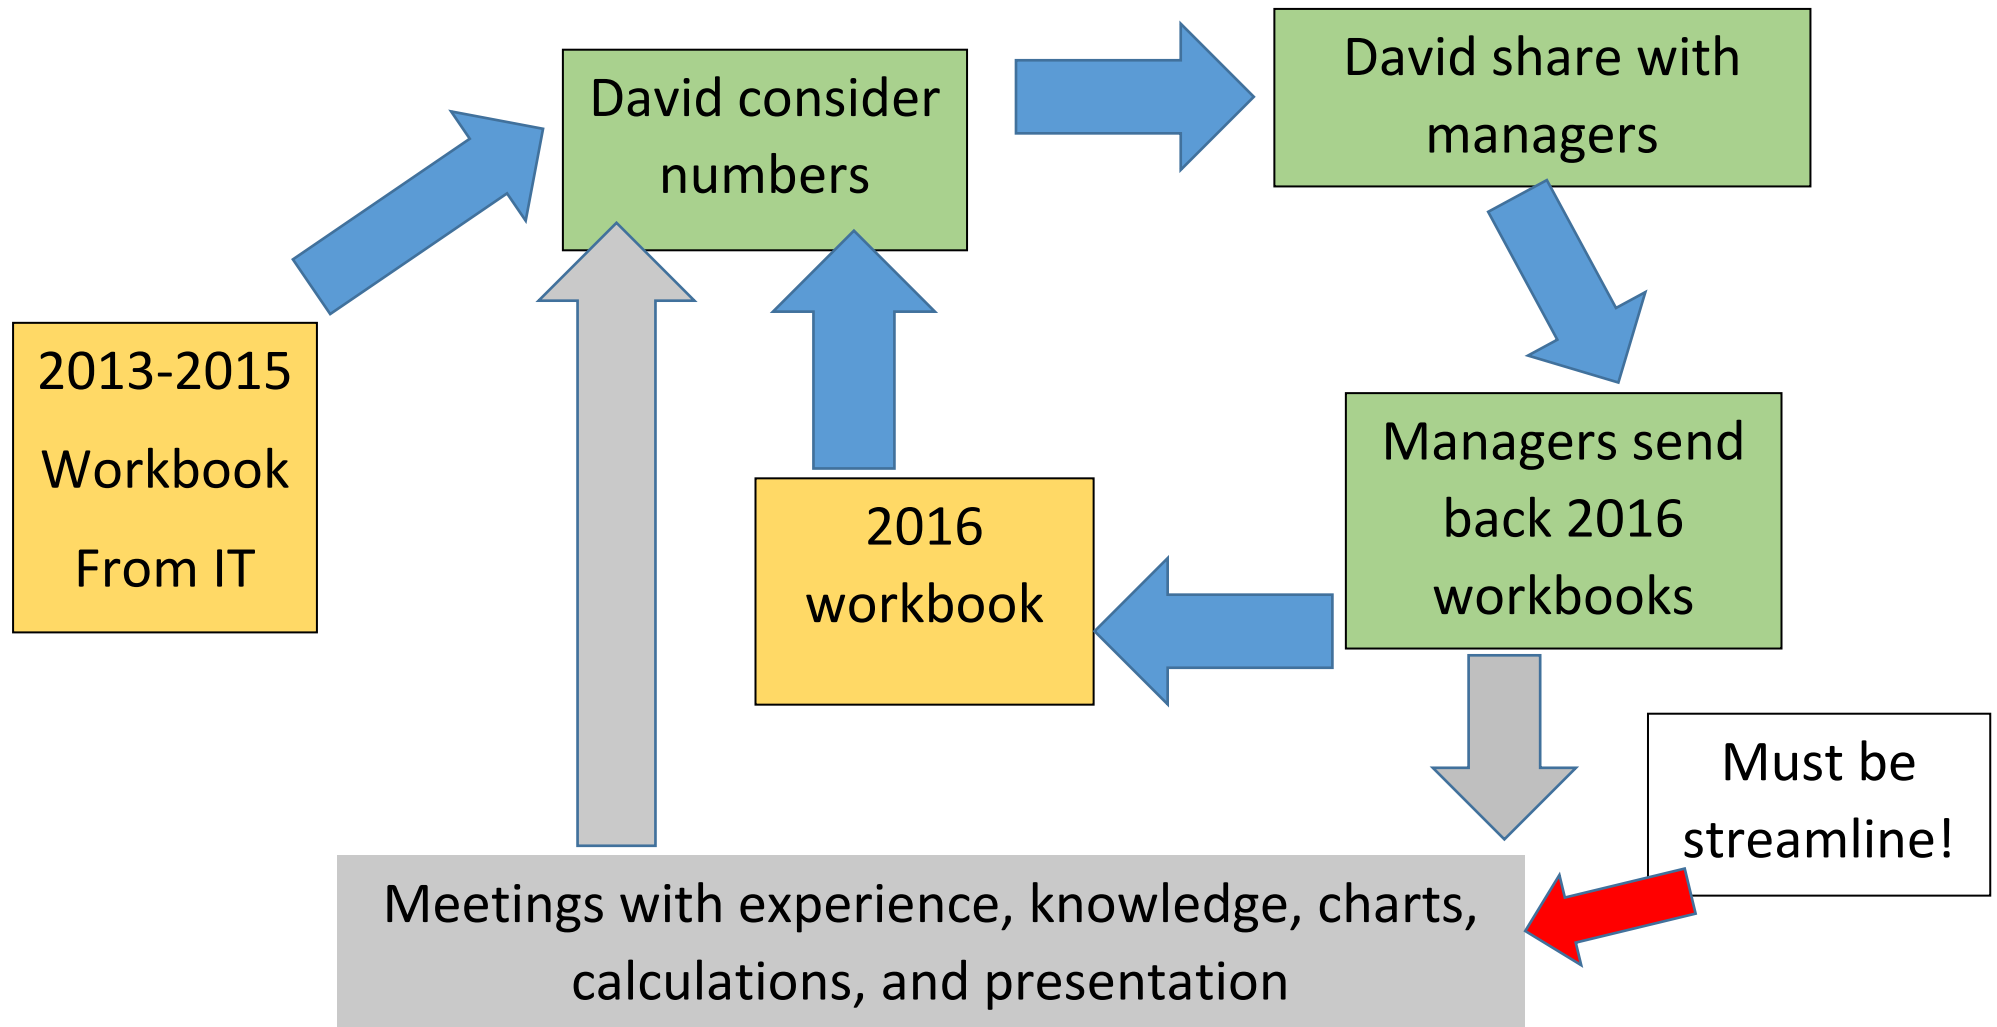 David consider
numbers
David share with
managers
2013-2015
Workbook
From IT
2016
workbook
Managers send
back 2016
workbooks
Must be
streamline!
Meetings with experience, knowledge, charts,
calculations, and presentation